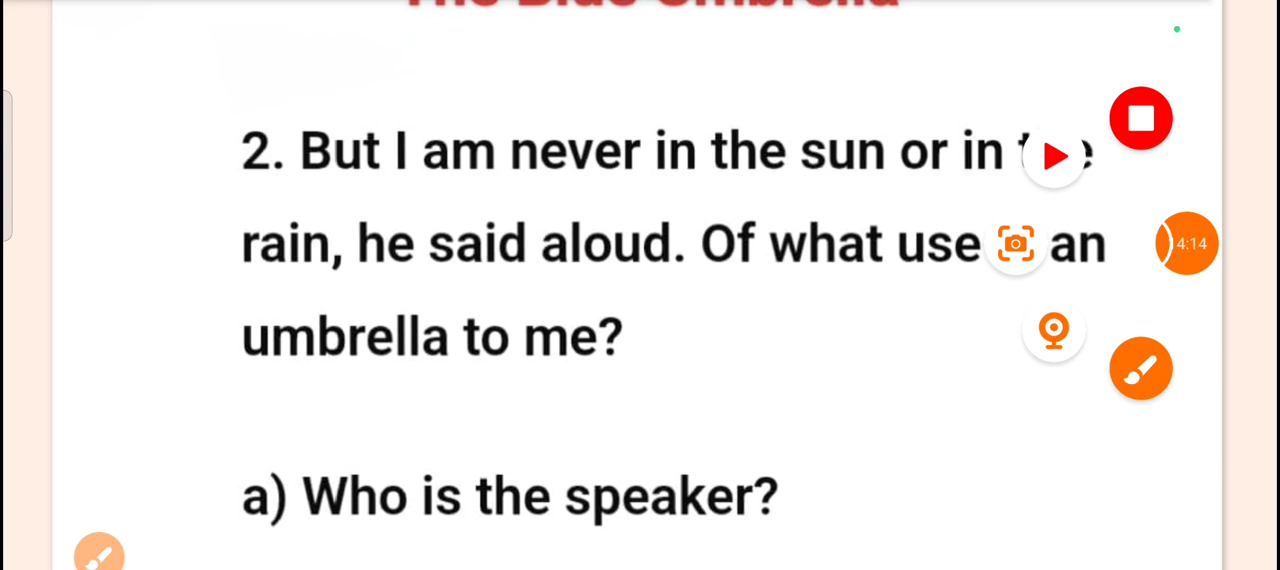 2. But I am never in the sun or in
rain, he said aloud. Of what use an
umbrella to me?
a) Who is the speaker?
4:14